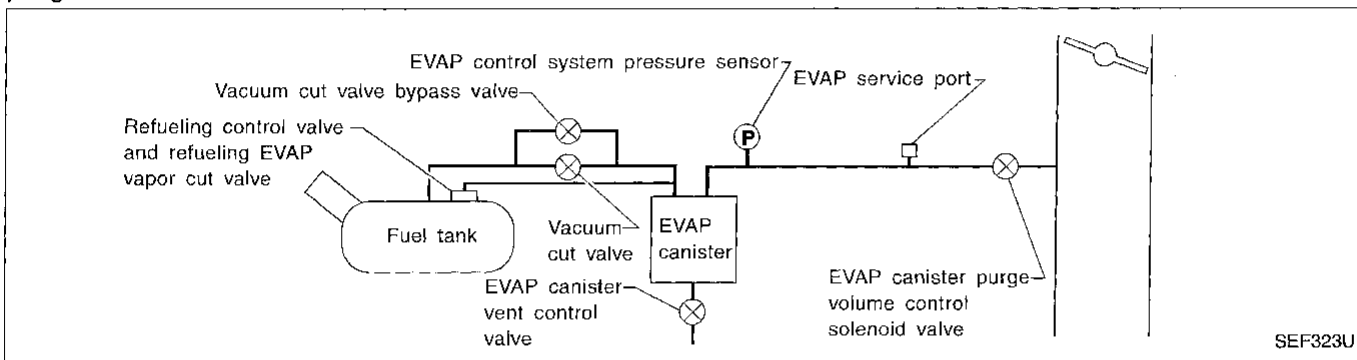 EVAP control system pressure sensor
EVAP service port
Vacuum cut valve bypass valve
Refueling control valve
and refueling EVAP
vapor cut valve
P
Fuel tank
Vacuum
cut valve
EVAP
canister
EVAP canister
vent control
valve
EVAP canister purge
volume control
solenoid valve
SEF323U